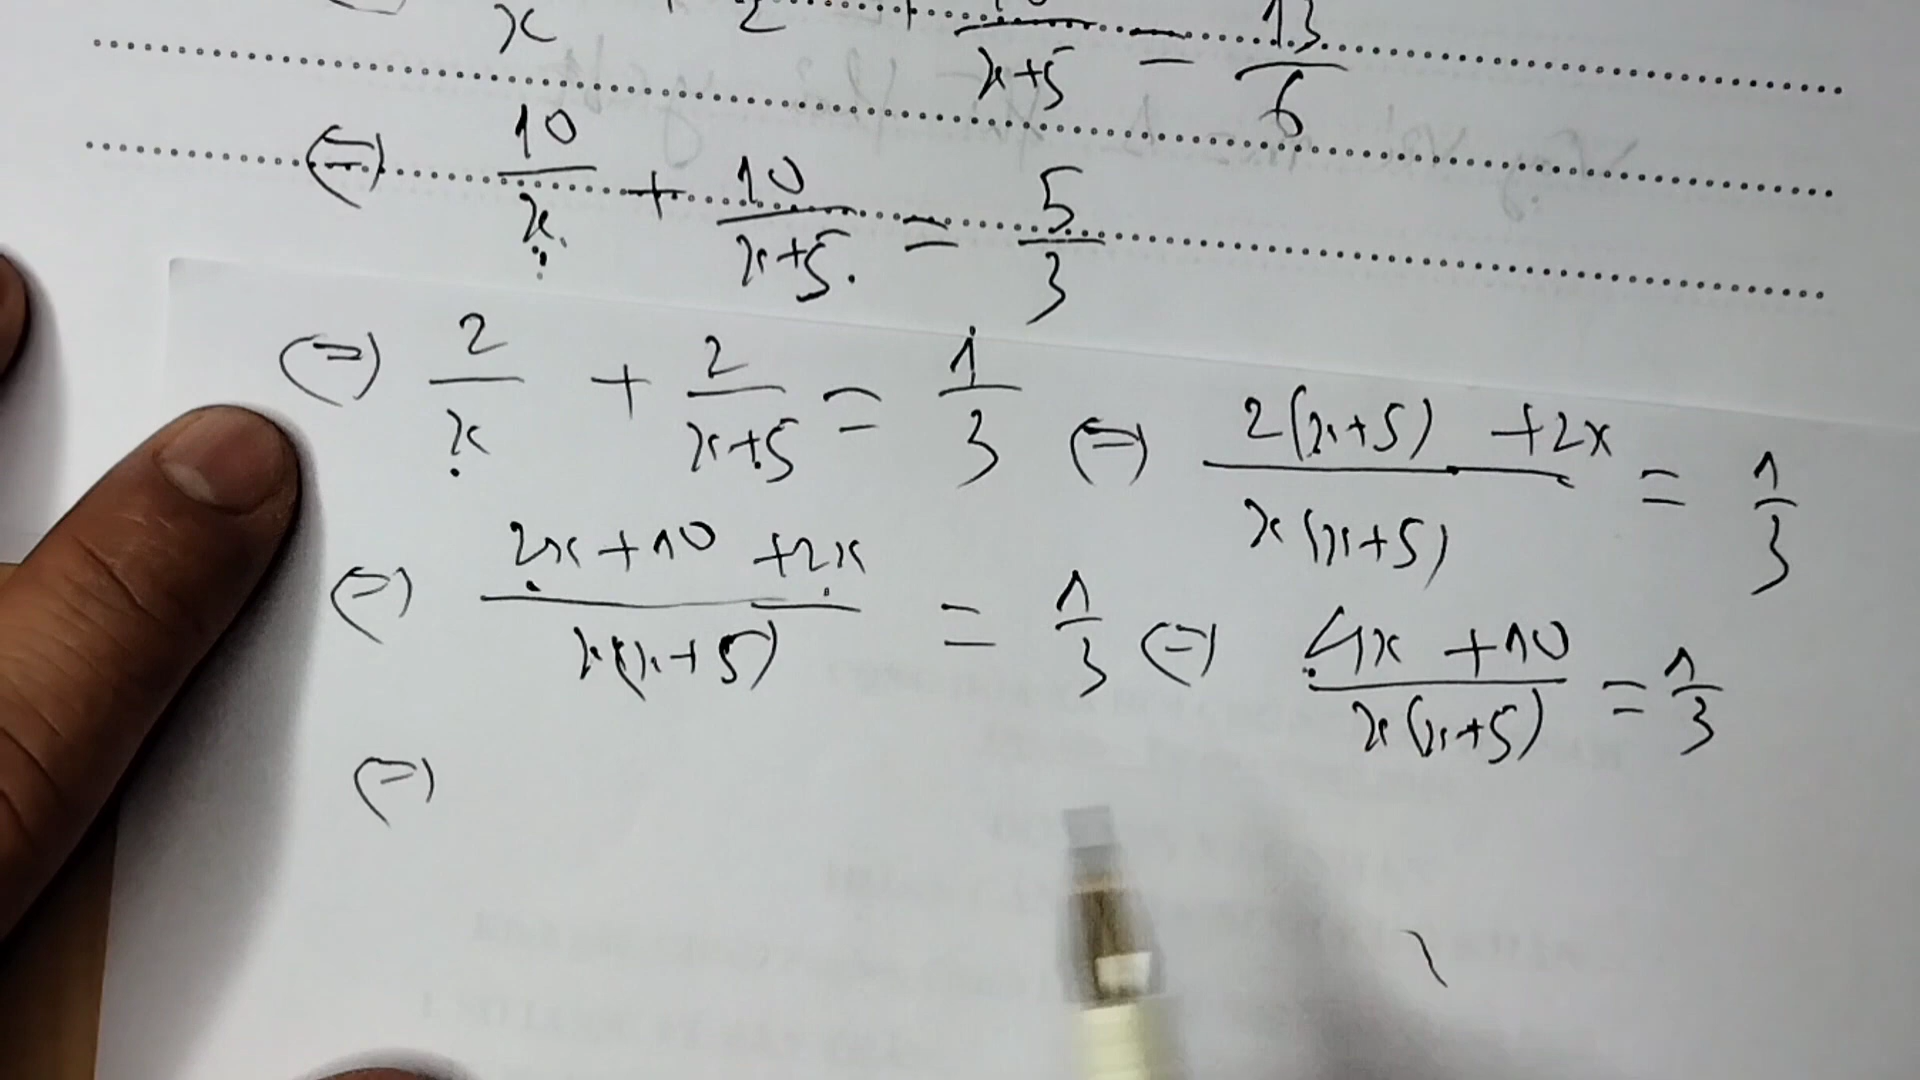 x + 2 + 10/(x+5) = 13/6
(=) 10/x + 10/(x+5) = 5/3
(=) 2/x + 2/(x+5) = 1/3 (=) (2(x+5) +2x)/(x(x+5)) = 1/3
(=) (2x+10+2x)/(x(x+5)) = 1/3 (=) (4x+10)/(x(x+5)) = 1/3
(=)